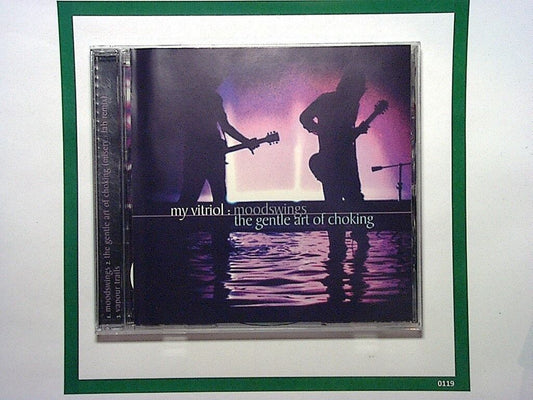 my vitriol : moodswings
the gentle art of choking
1. moodswings 2. the gentle art of choking (nursery : lab remix)
3. vapour trails
0119